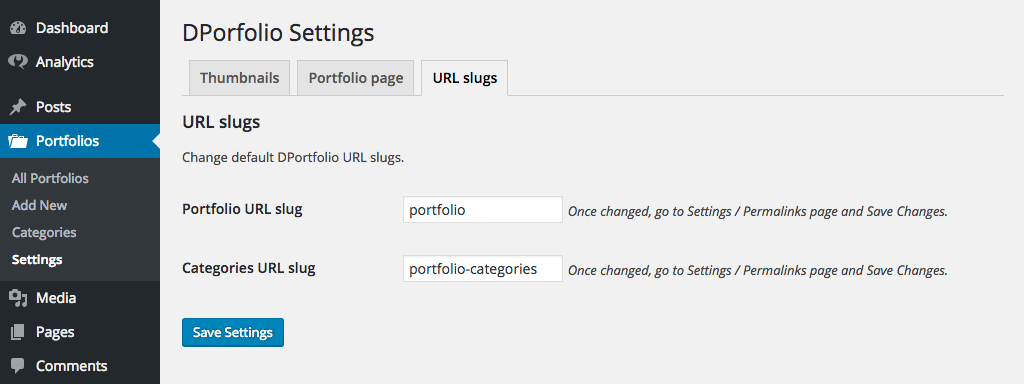 Dashboard
Analytics
Posts
Portfolios
All Portfolios
Add New
Categories
Settings
Media
Pages
Comments
DPorfolio Settings
Thumbnails
Portfolio page
URL slugs
URL slugs
Change default DPortfolio URL slugs.
Portfolio URL slug portfolio Once changed, go to Settings / Permalinks page and Save Changes.
Categories URL slug portfolio-categories Once changed, go to Settings / Permalinks page and Save Changes.
Save Settings